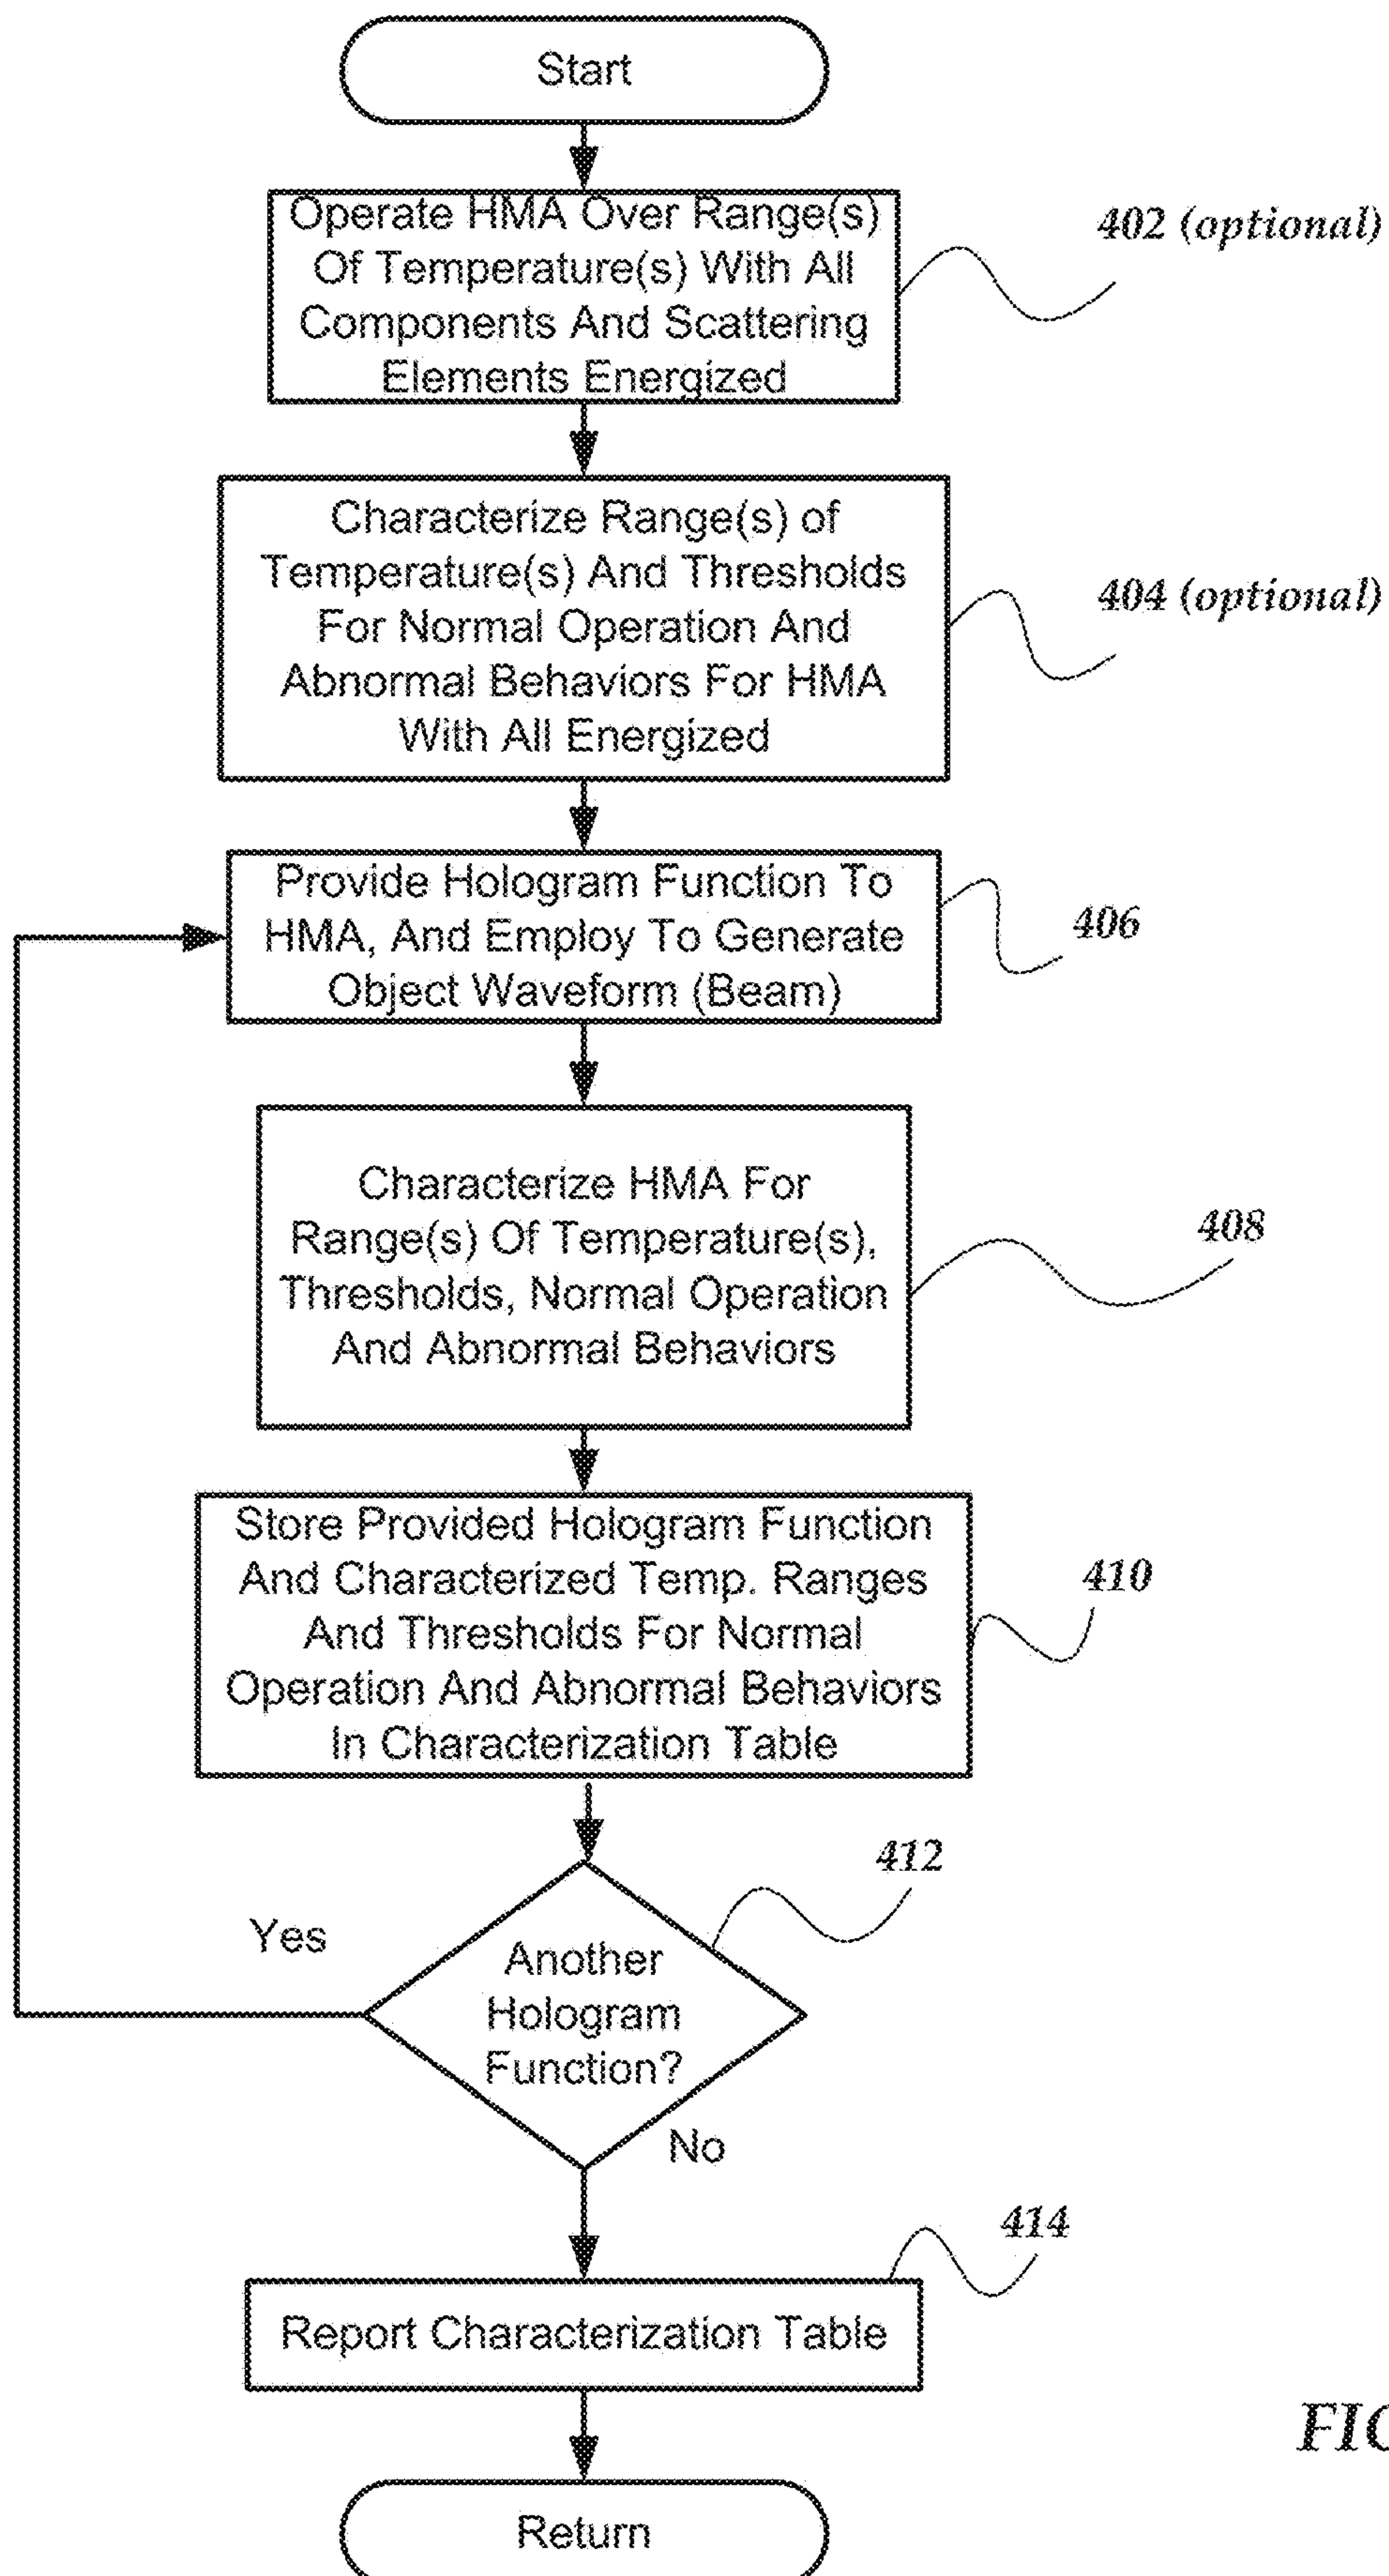 Start
Operate HMA Over Range(s)
Of Temperature(s) With All
Components And Scattering
Elements Energized
402 (optional)
Characterize Range(s) of
Temperature(s) And Thresholds
For Normal Operation And
Abnormal Behaviors For HMA
With All Energized
404 (optional)
Provide Hologram Function To
HMA, And Employ To Generate
Object Waveform (Beam)
406
Characterize HMA For
Range(s) Of Temperature(s),
Thresholds, Normal Operation
And Abnormal Behaviors
408
Store Provided Hologram Function
And Characterized Temp. Ranges
And Thresholds For Normal
Operation And Abnormal Behaviors
In Characterization Table
410
412
Yes
Another
Hologram
Function?
No
414
Report Characterization Table
Return